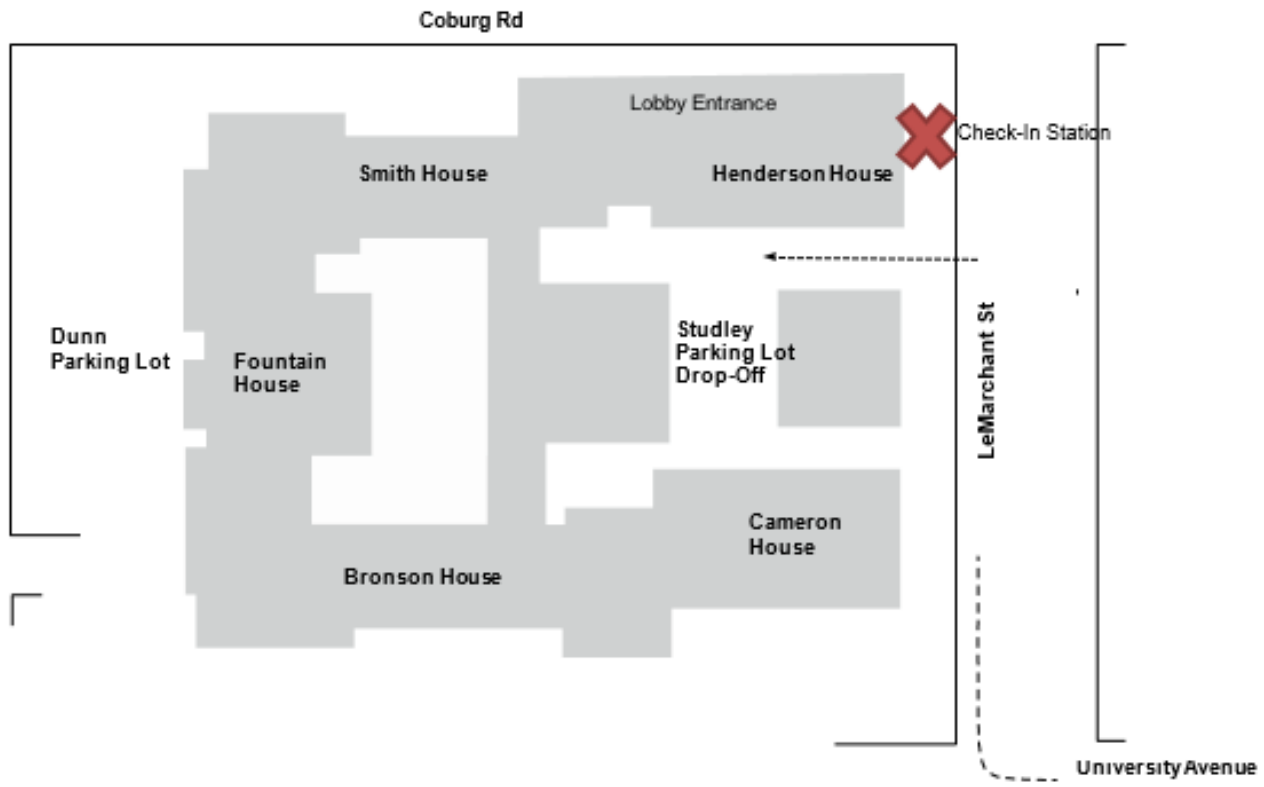 Coburg Rd
Lobby Entrance
Check-In Station
Smith House
Henderson House
Dunn
Parking Lot
Fountain
House
Studley
Parking Lot
Drop-Off
LeMarchant St
Cameron
House
Bronson House
University Avenue